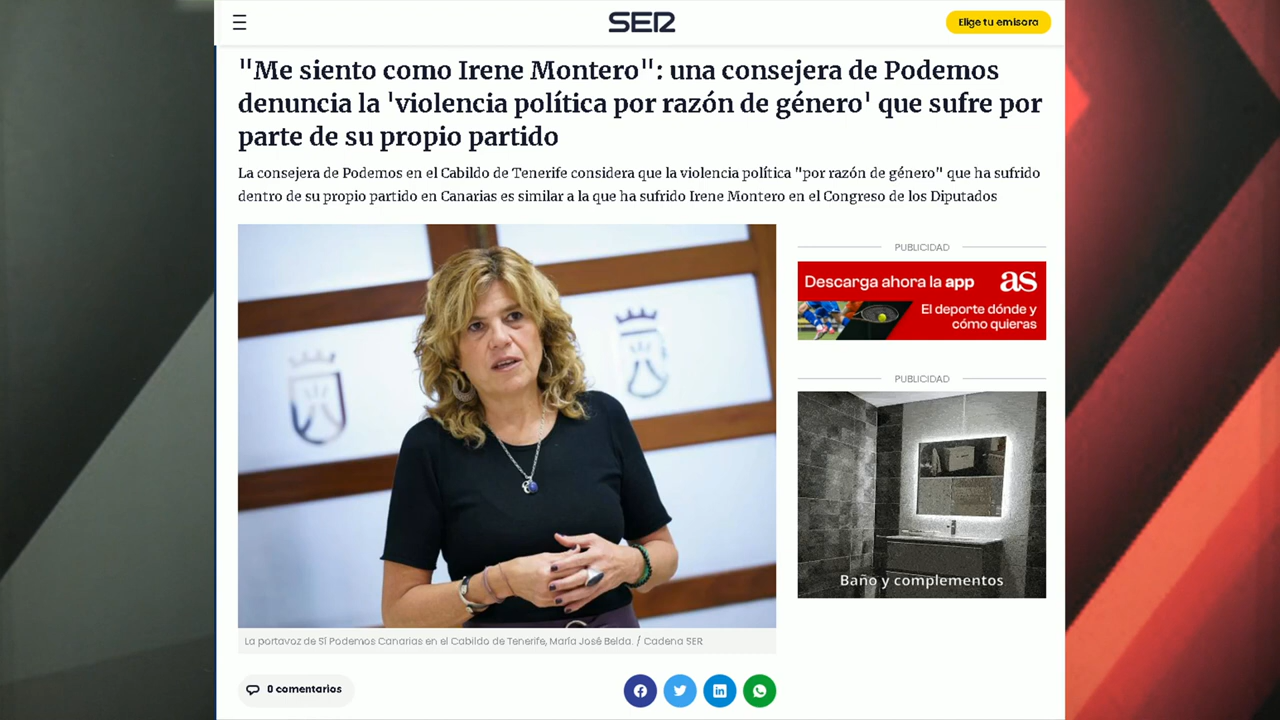 SER
Elige tu emisora
"Me siento como Irene Montero": una consejera de Podemos
denuncia la 'violencia política por razón de género' que sufre por
parte de su propio partido
La consejera de Podemos en el Cabildo de Tenerife considera que la violencia política "por razón de género" que ha sufrido
dentro de su propio partido en Canarias es similar a la que ha sufrido Irene Montero en el Congreso de los Diputados
PUBLICIDAD
Descarga ahora la app as
El deporte dónde y
cómo quieras
PUBLICIDAD
Baño y complementos
La portavoz de Sí Podemos Canarias en el Cabildo de Tenerife, María José Belda. / Cadena SER
0 comentarios